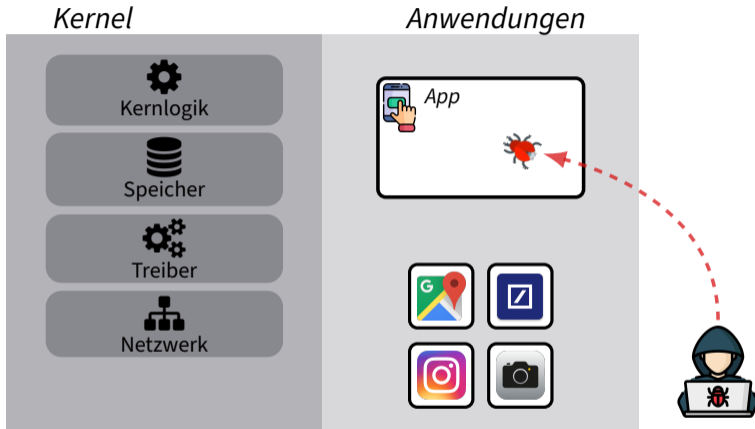 Kernel
Anwendungen
Kernlogik
Speicher
Treiber
Netzwerk
App
G